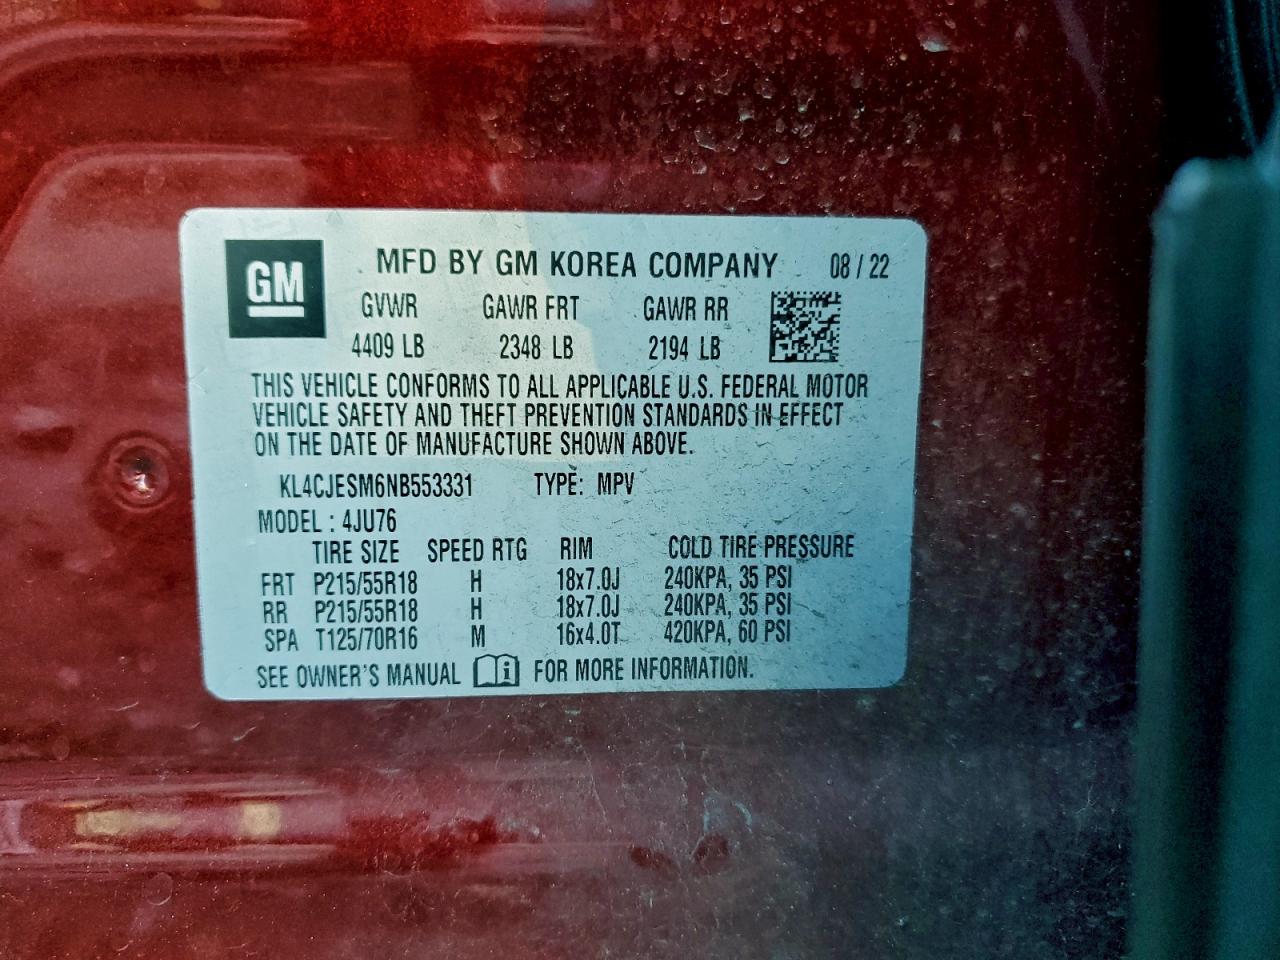 GM
MFD BY GM KOREA COMPANY 08 / 22
GVWR GAWR FRT GAWR RR
4409 LB 2348 LB 2194 LB
THIS VEHICLE CONFORMS TO ALL APPLICABLE U.S. FEDERAL MOTOR
VEHICLE SAFETY AND THEFT PREVENTION STANDARDS IN EFFECT
ON THE DATE OF MANUFACTURE SHOWN ABOVE.
KL4CJESM6NB553331 TYPE: MPV
MODEL : 4JU76
TIRE SIZE SPEED RTG RIM COLD TIRE PRESSURE
FRT P215/55R18 H 18x7.0J 240KPA, 35 PSI
RR P215/55R18 H 18x7.0J 240KPA, 35 PSI
SPA T125/70R16 M 16x4.0T 420KPA, 60 PSI
SEE OWNER'S MANUAL i FOR MORE INFORMATION.